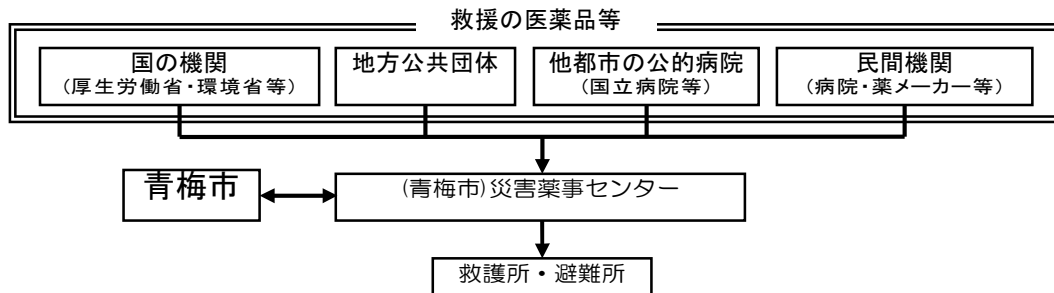 救援の医薬品等
国の機関
(厚生労働省・環境省等)
地方公共団体
他都市の公的病院
(国立病院等)
民間機関
(病院・薬メーカー等)
青梅市
(青梅市)災害薬事センター
救護所・避難所